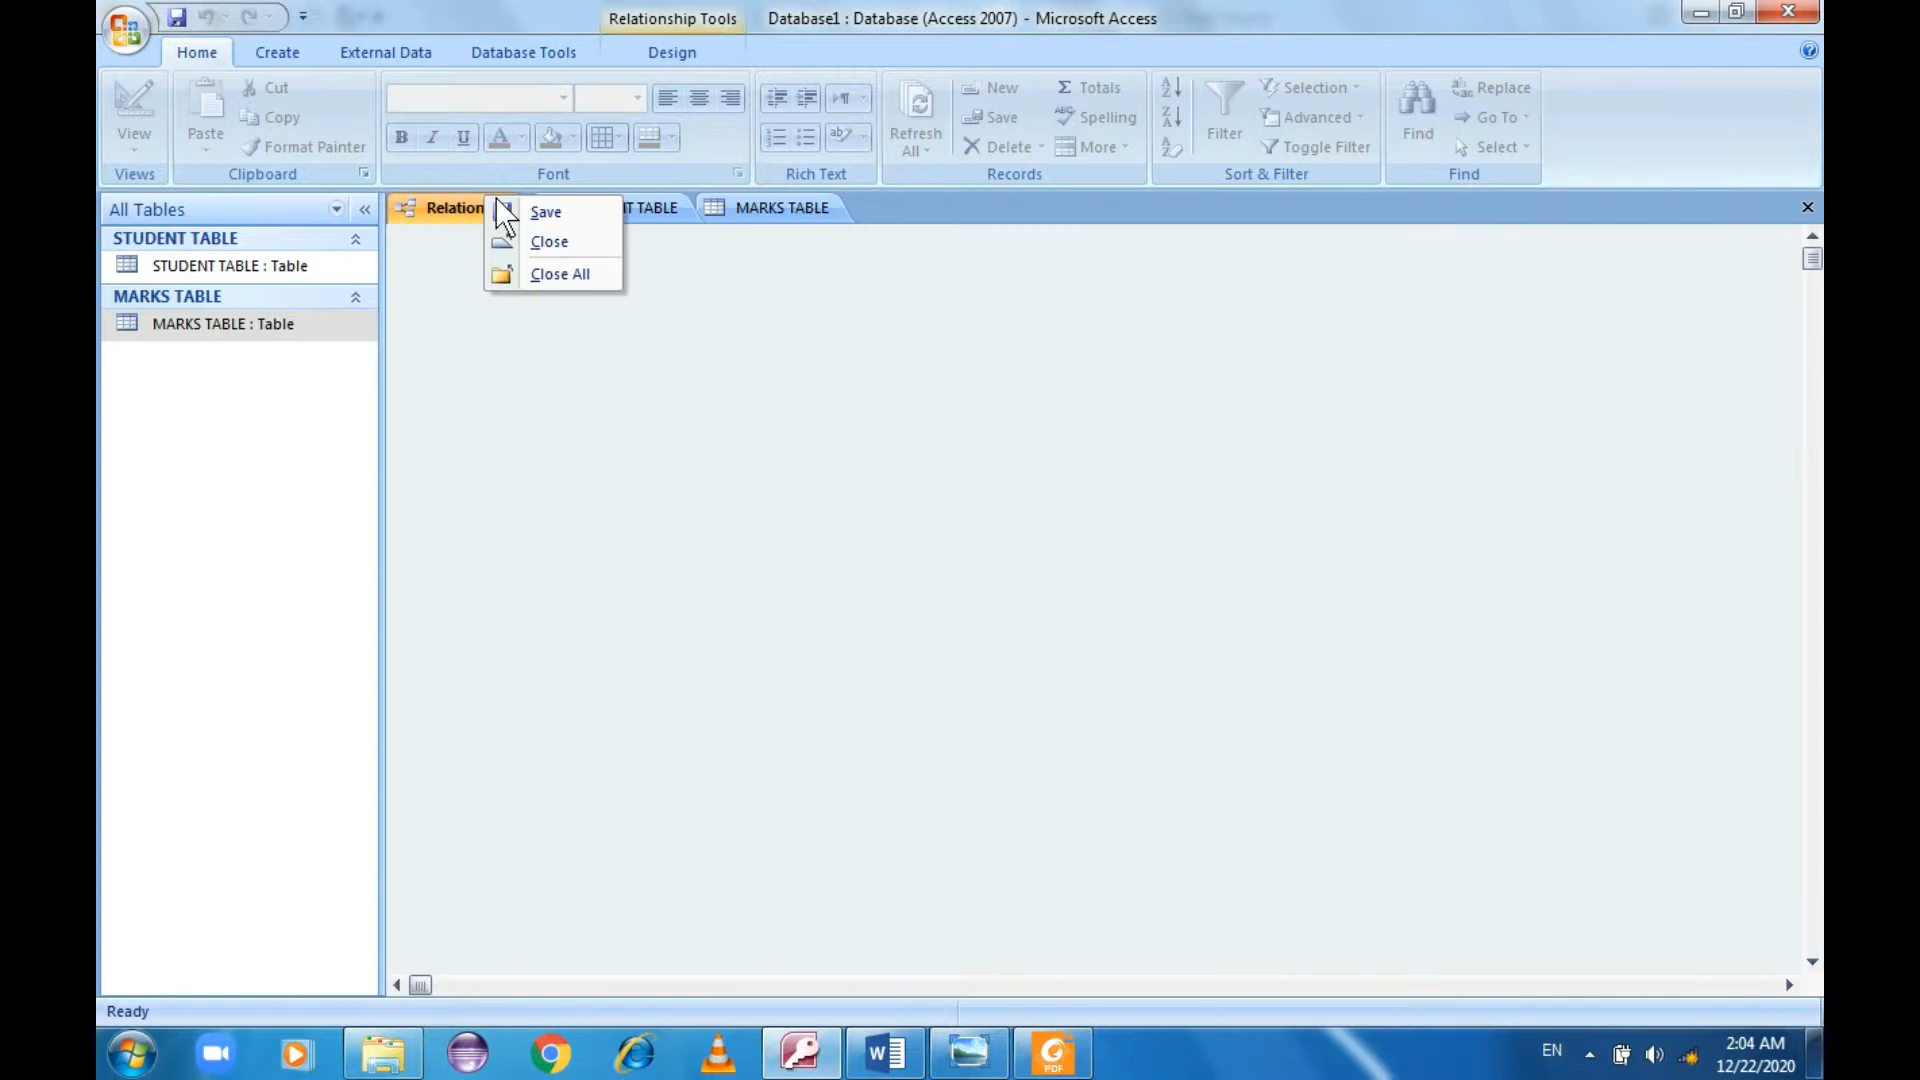 Relationship Tools
Database1 : Database (Access 2007) - Microsoft Access
Home Create External Data Database Tools Design
View
Views
Paste
Cut
Copy
Format Painter
Clipboard
B I U A
Font
Rich Text
Refresh All
New
Save
Delete
Totals
Spelling
More
Records
Filter
Selection
Advanced
Toggle Filter
Sort & Filter
Find
Replace
Go To
Select
Find
All Tables
STUDENT TABLE
STUDENT TABLE : Table
MARKS TABLE
MARKS TABLE : Table
Relation
TABLE
MARKS TABLE
Save
Close
Close All
Ready
W
PDF
EN
2:04 AM
12/22/2020